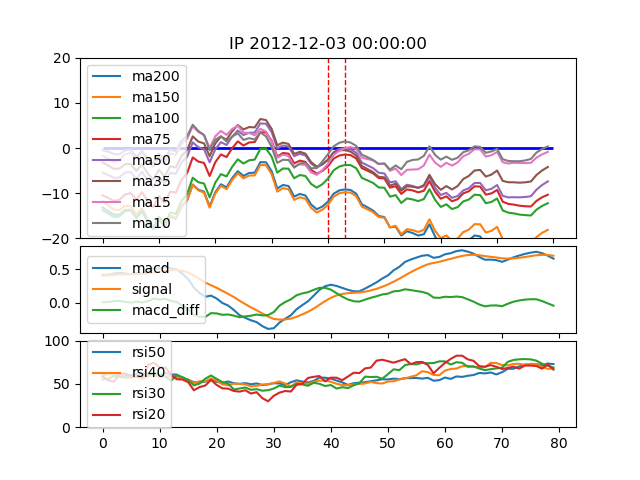 IP 2012-12-03 00:00:00
20
10
0
−10
−20
ma200
ma150
ma100
ma75
ma50
ma35
ma15
ma10
0.5
0.0
macd
signal
macd_diff
100
50
0
rsi50
rsi40
rsi30
rsi20
0 10 20 30 40 50 60 70 80